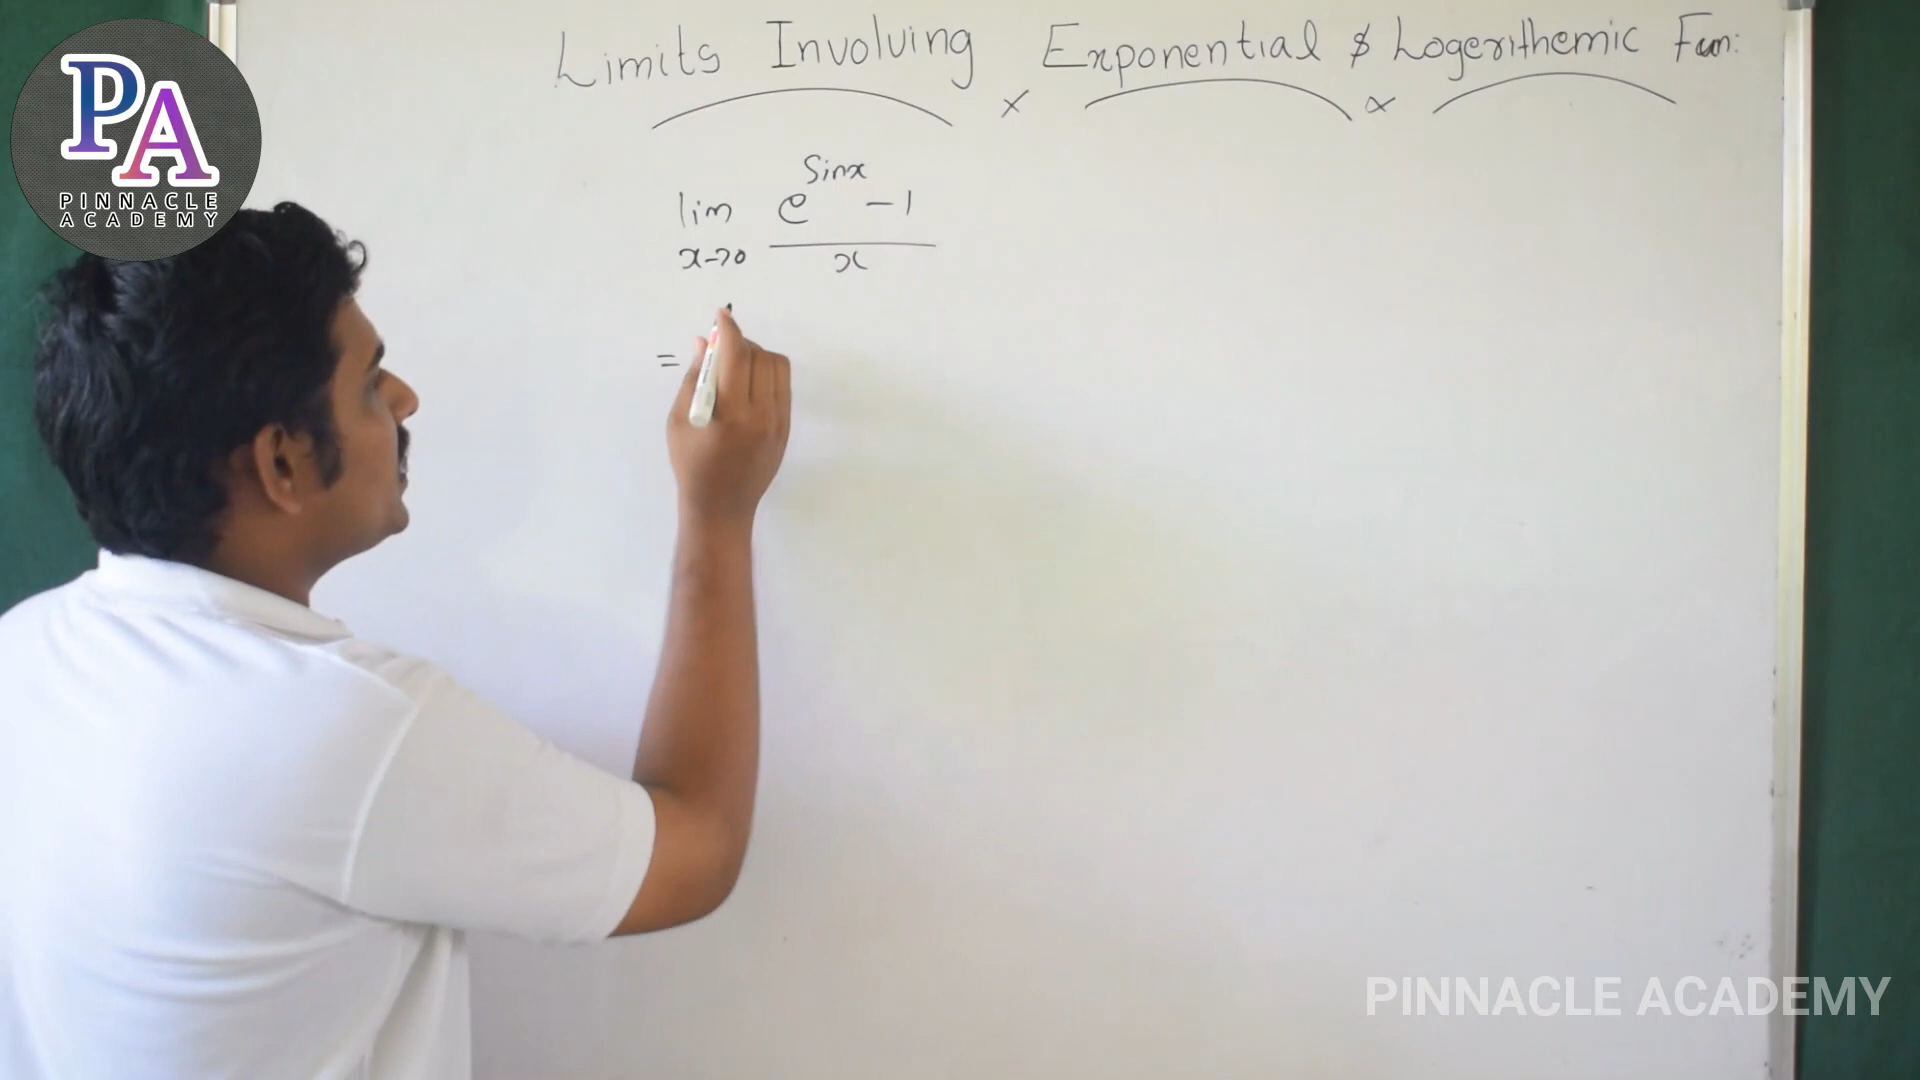 PA
PINNACLE
ACADEMY
Limits Involving Exponential & Logerithemic Fun:
lim e^Sinx - 1
x→0 x
=
PINNACLE ACADEMY